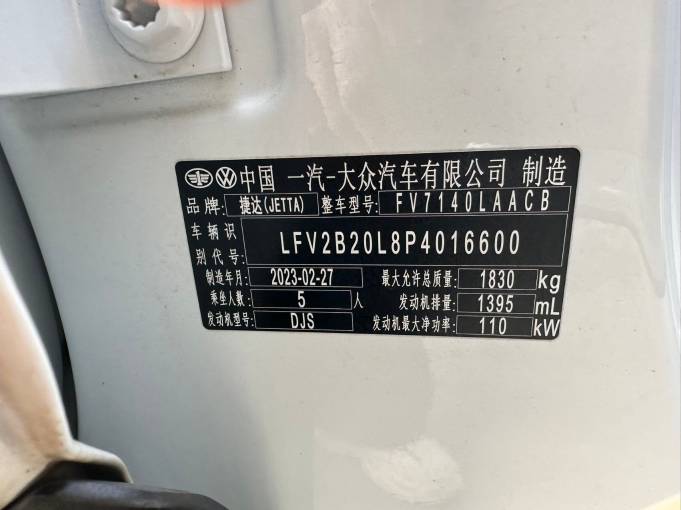 中国 一汽-大众汽车有限公司 制造
品牌: 捷达(JETTA) 整车型号: FV7140LAACB
车辆识别代号: LFV2B20L8P4016600
制造年月: 2023-02-27 最大允许总质量: 1830 kg
乘坐人数: 5 人 发动机排量: 1395 mL
发动机型号: DJS 发动机最大净功率: 110 kW